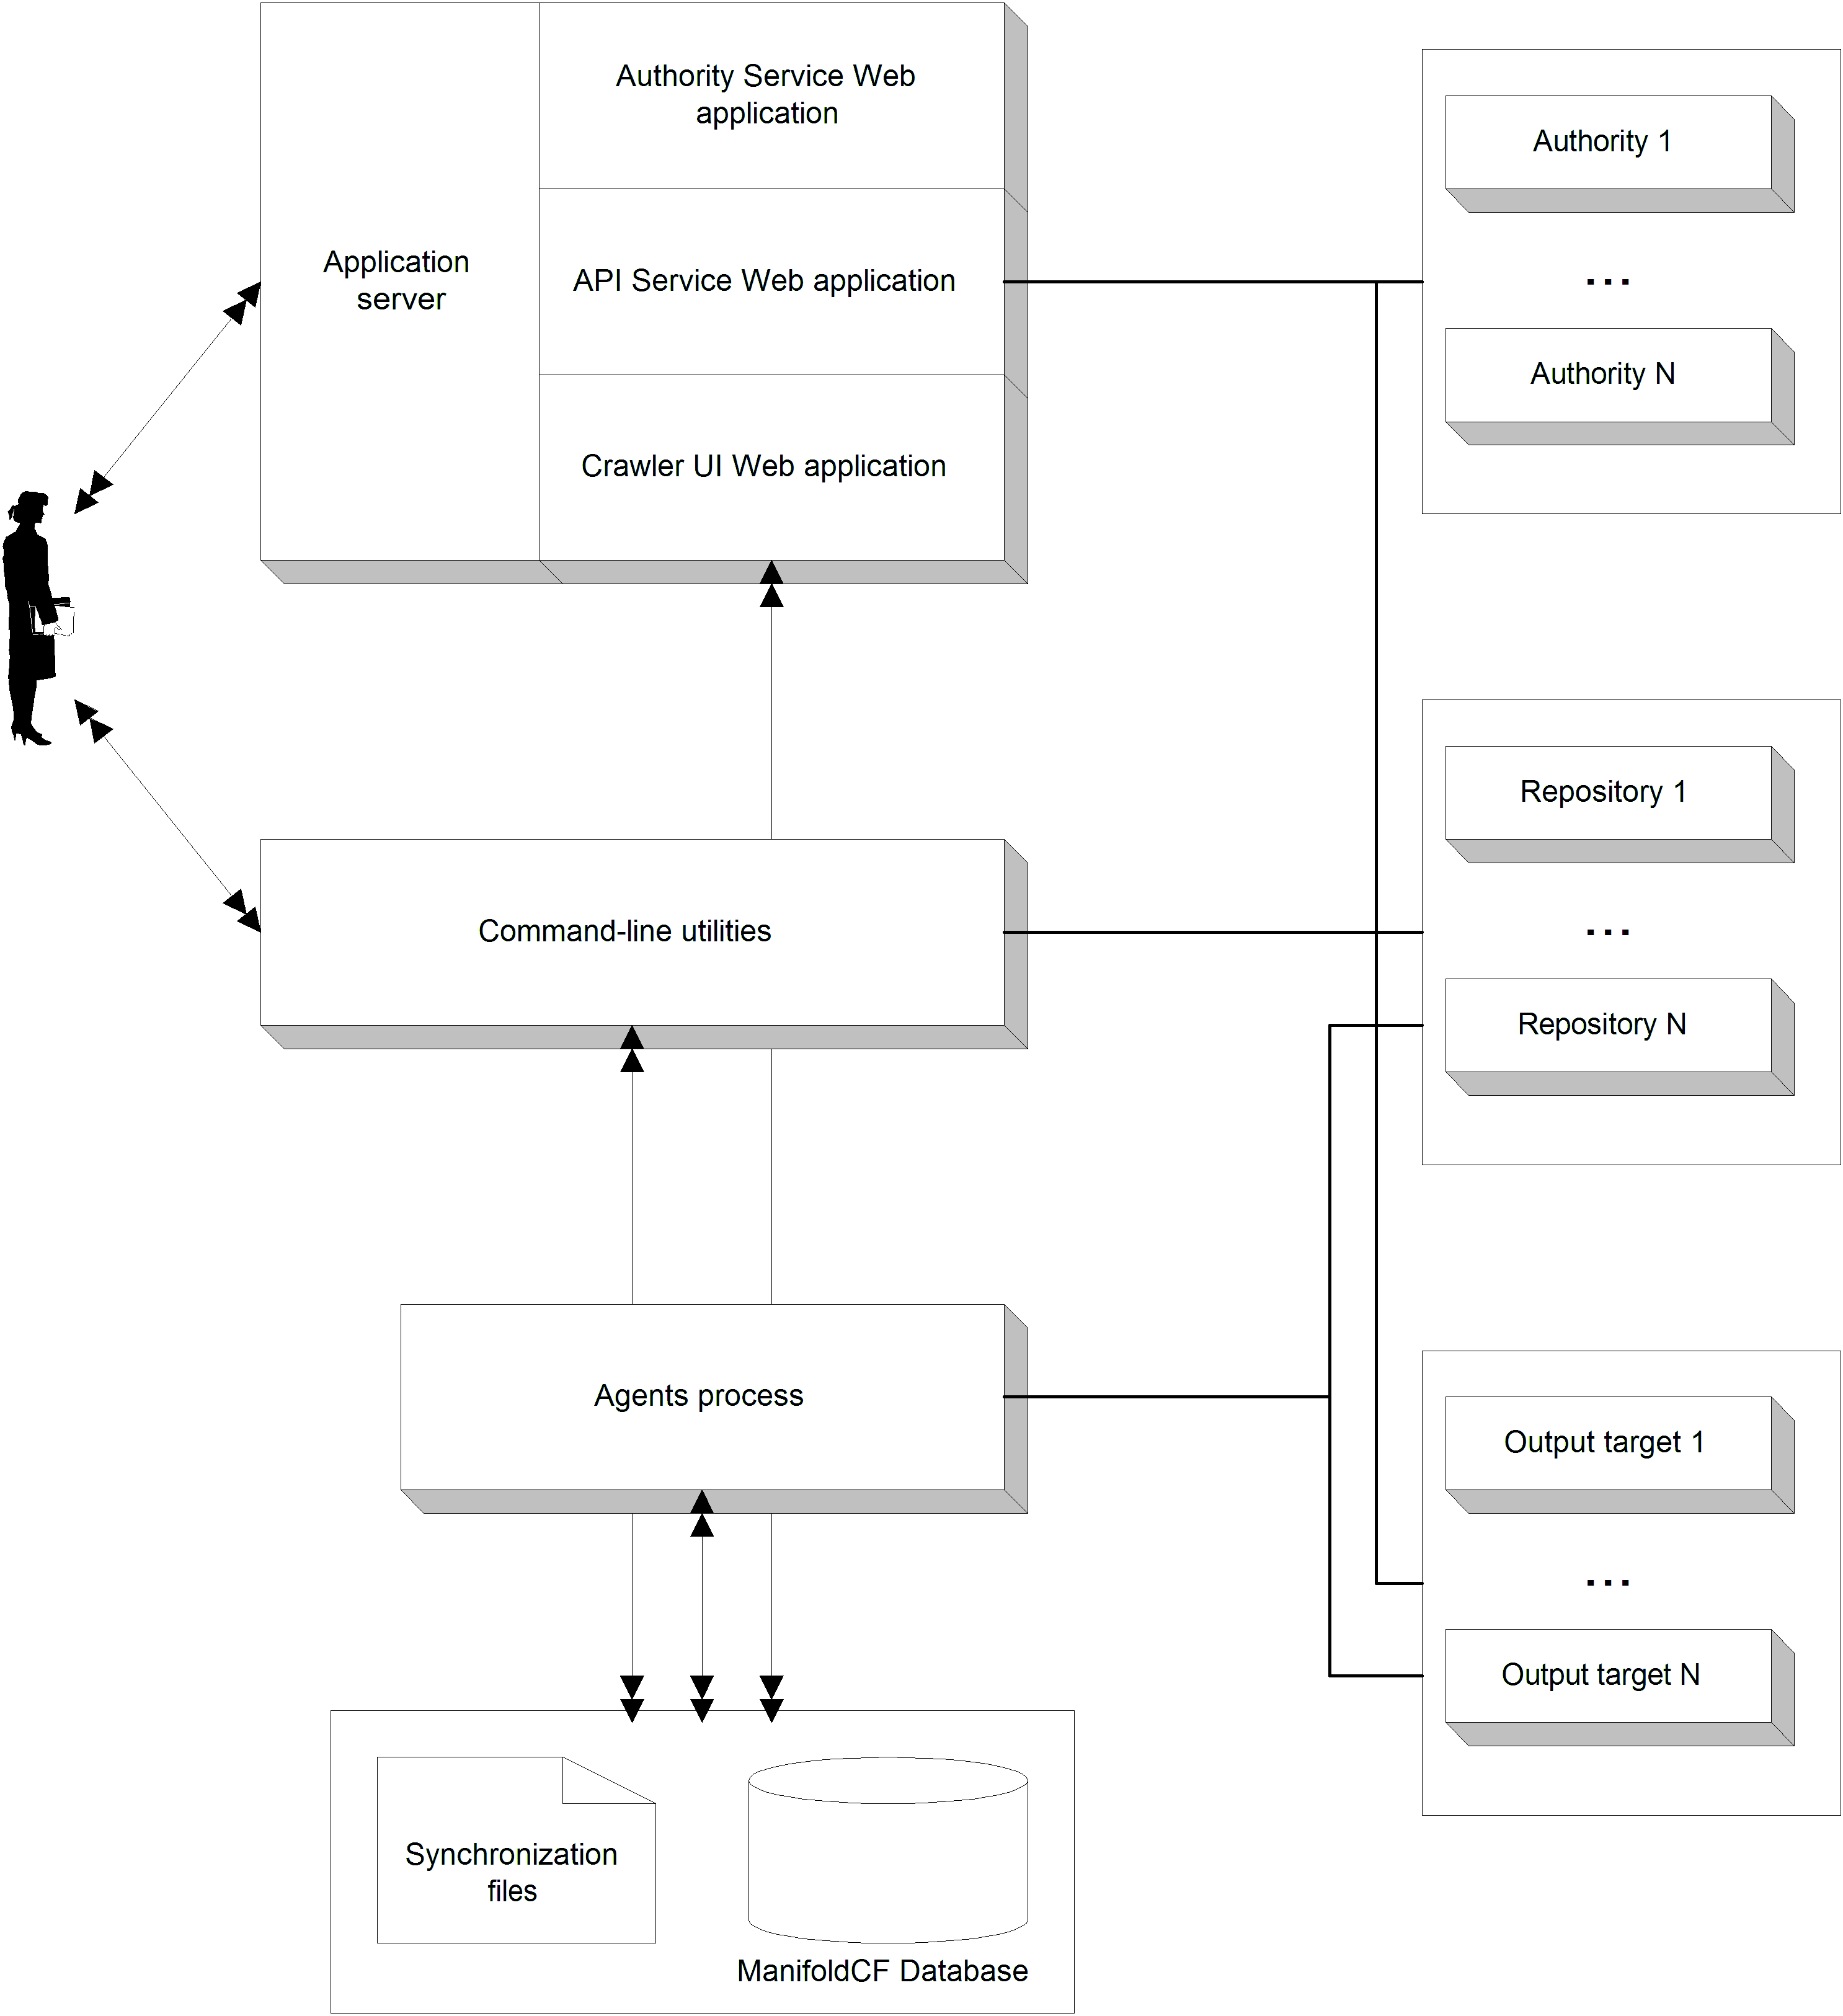 Authority Service Web
application
Application
server
API Service Web application
Crawler UI Web application
Authority 1
...
Authority N
Command-line utilities
Repository 1
...
Repository N
Agents process
Output target 1
...
Output target N
Synchronization
files
ManifoldCF Database